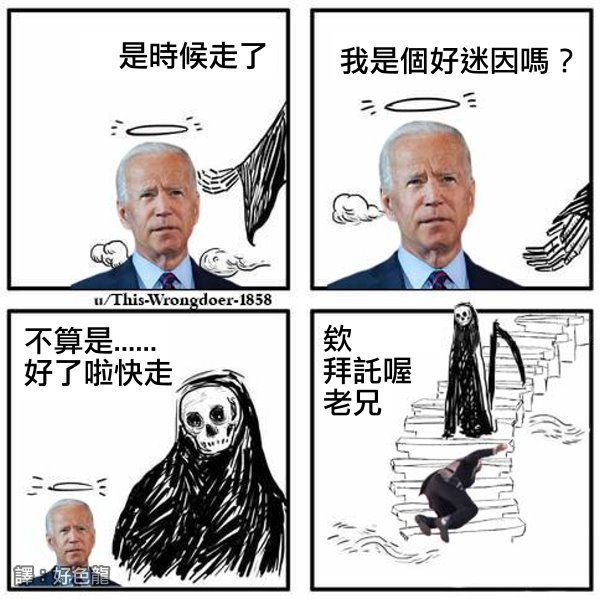 是時候走了
我是個好迷因嗎？
u/This-Wrongdoer-1858
不算是......
好了啦快走
欸
拜託喔
老兄
譯：好色龍